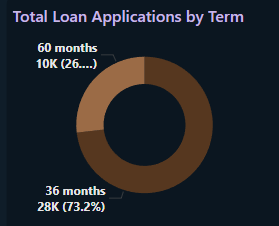 Total Loan Applications by Term
60 months
10K (26....)
36 months
28K (73.2%)